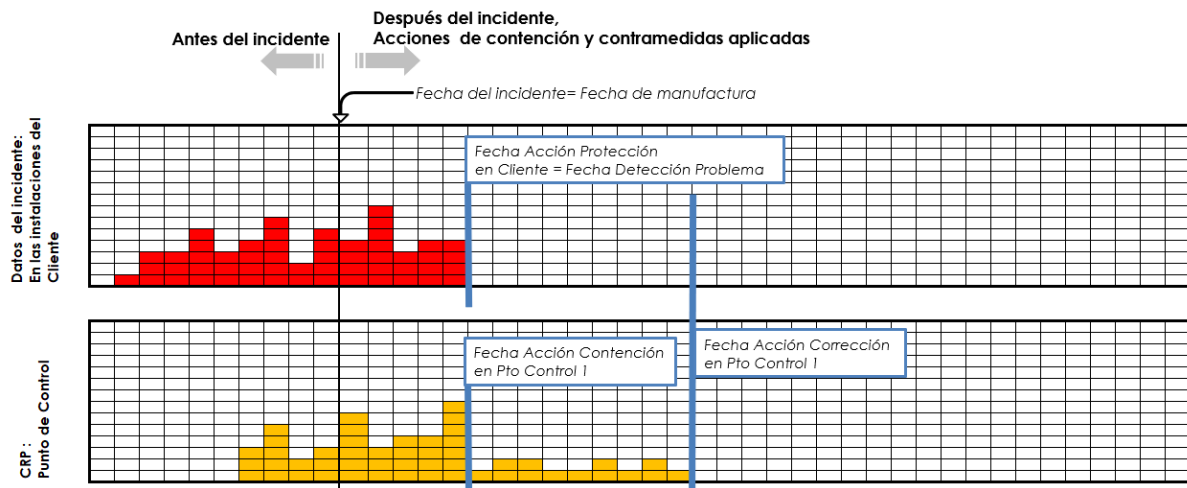 Antes del incidente
Después del incidente,
Acciones de contención y contramedidas aplicadas
Fecha del incidente= Fecha de manufactura
Datos del incidente:
En las instalaciones del
Cliente
Fecha Acción Protección
en Cliente = Fecha Detección Problema
CRP :
Punto de Control
Fecha Acción Contención
en Pto Control 1
Fecha Acción Corrección
en Pto Control 1